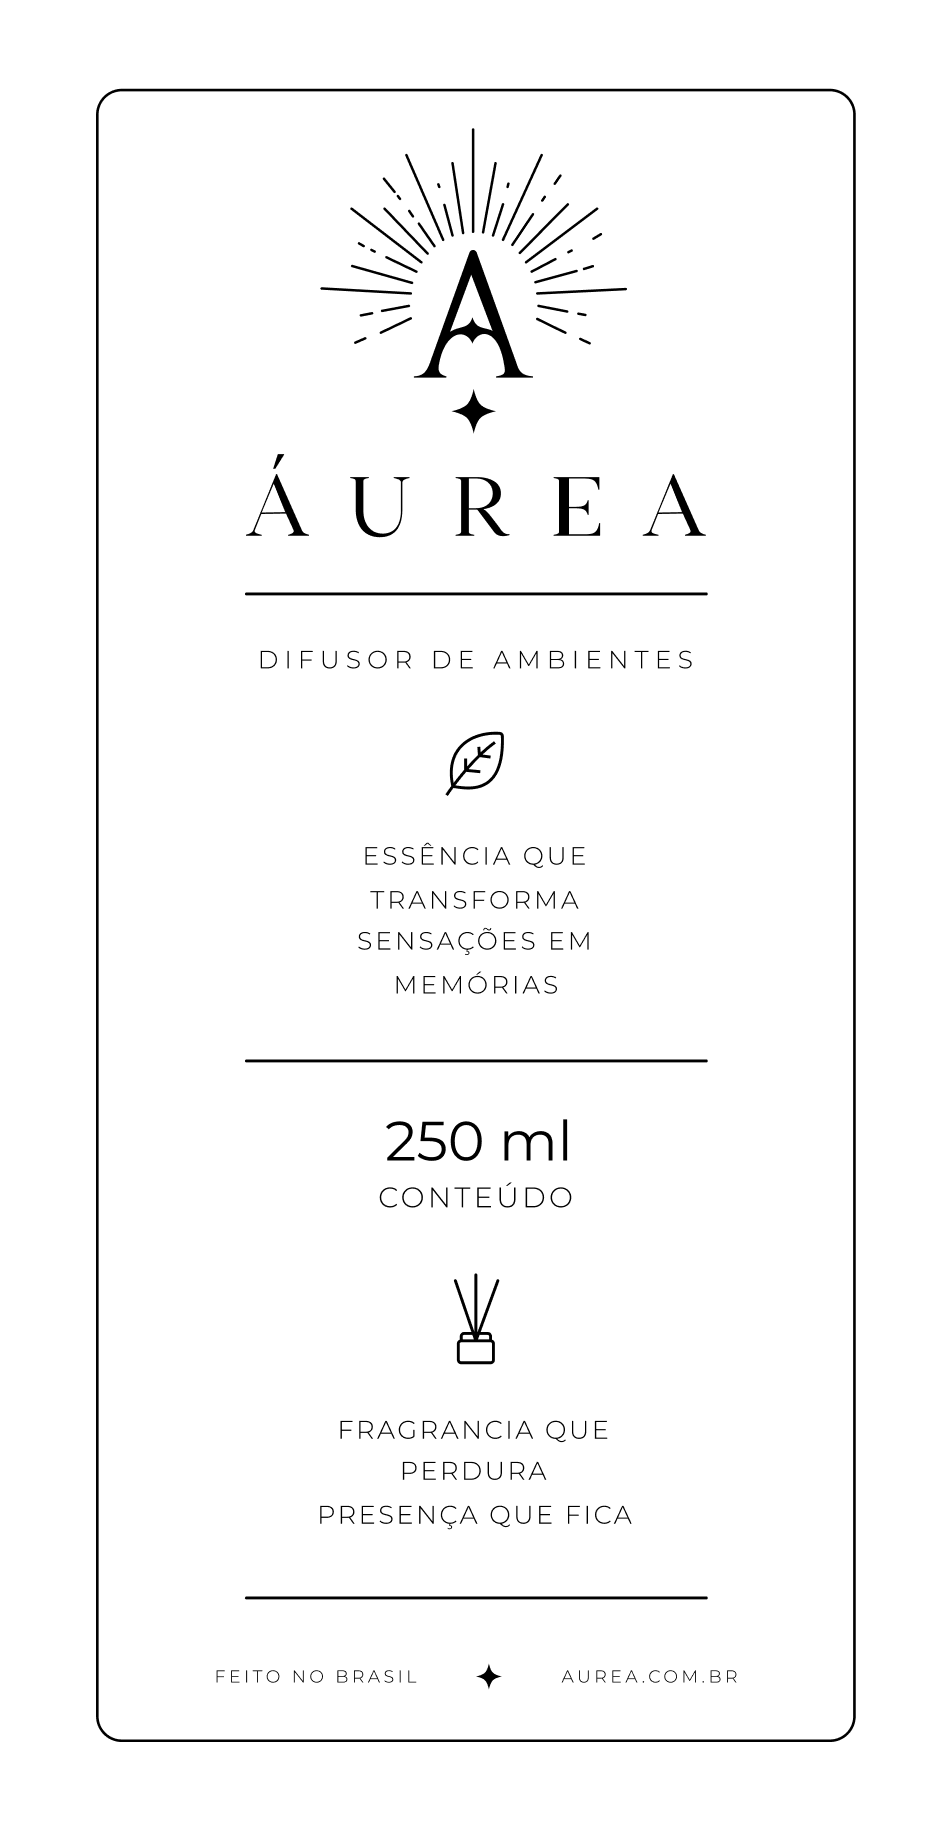 A
ÁUREA
DIFUSOR DE AMBIENTES
ESSÊNCIA QUE
TRANSFORMA
SENSAÇÕES EM
MEMÓRIAS
250 ml
CONTEÚDO
FRAGRANCIA QUE
PERDURA
PRESENÇA QUE FICA
FEITO NO BRASIL AUREA.COM.BR